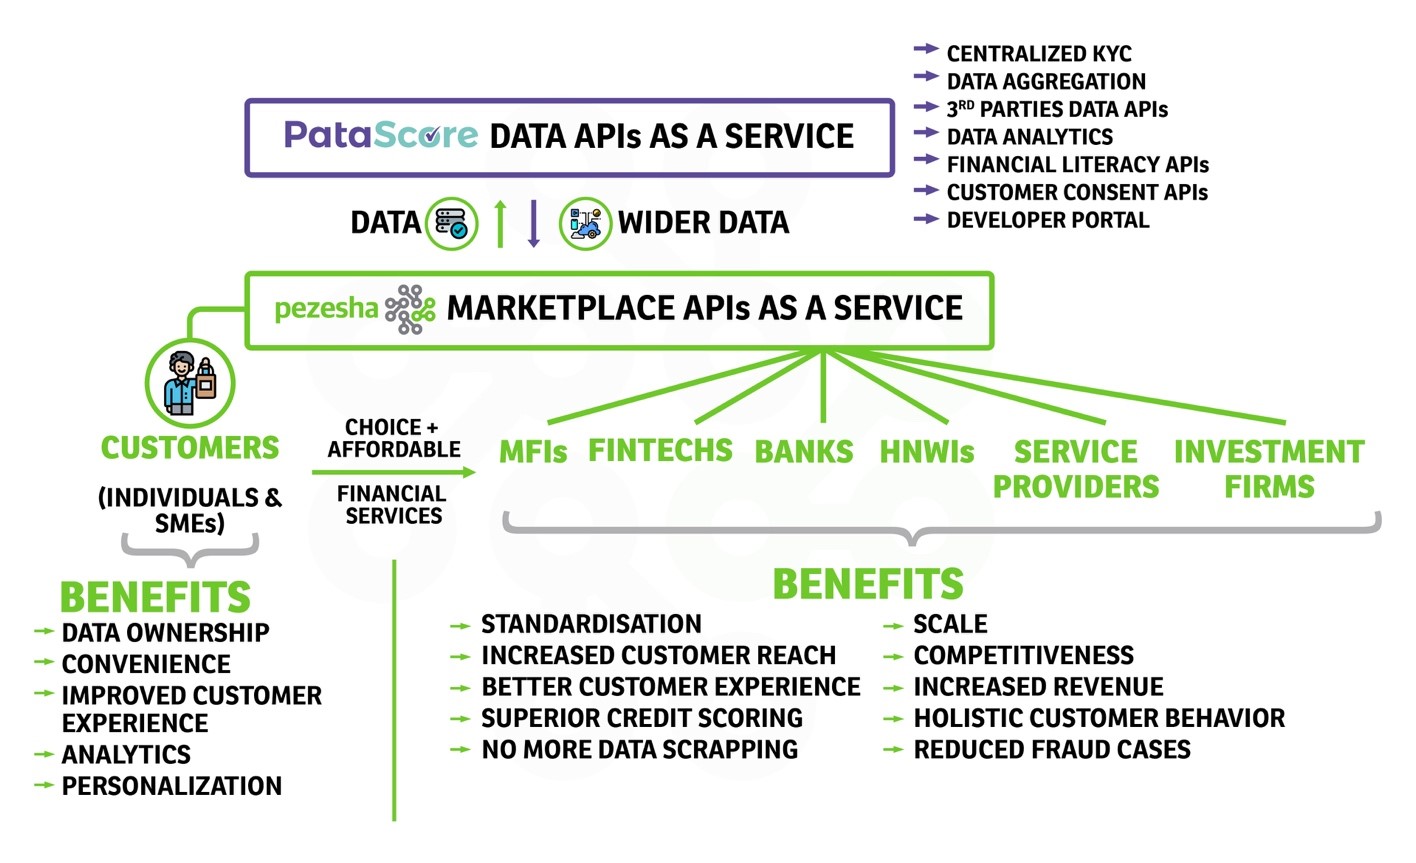 CENTRALIZED KYC
DATA AGGREGATION
3RD PARTIES DATA APIs
DATA ANALYTICS
FINANCIAL LITERACY APIs
CUSTOMER CONSENT APIs
DEVELOPER PORTAL
PataScore DATA APIs AS A SERVICE
DATA WIDER DATA
pezesha MARKETPLACE APIs AS A SERVICE
CUSTOMERS
(INDIVIDUALS &
SMEs)
CHOICE +
AFFORDABLE
FINANCIAL
SERVICES
MFIs FINTECHS BANKS HNWIs
SERVICE
PROVIDERS
INVESTMENT
FIRMS
BENEFITS
DATA OWNERSHIP
CONVENIENCE
IMPROVED CUSTOMER
EXPERIENCE
ANALYTICS
PERSONALIZATION
BENEFITS
STANDARDISATION
INCREASED CUSTOMER REACH
BETTER CUSTOMER EXPERIENCE
SUPERIOR CREDIT SCORING
NO MORE DATA SCRAPPING
SCALE
COMPETITIVENESS
INCREASED REVENUE
HOLISTIC CUSTOMER BEHAVIOR
REDUCED FRAUD CASES